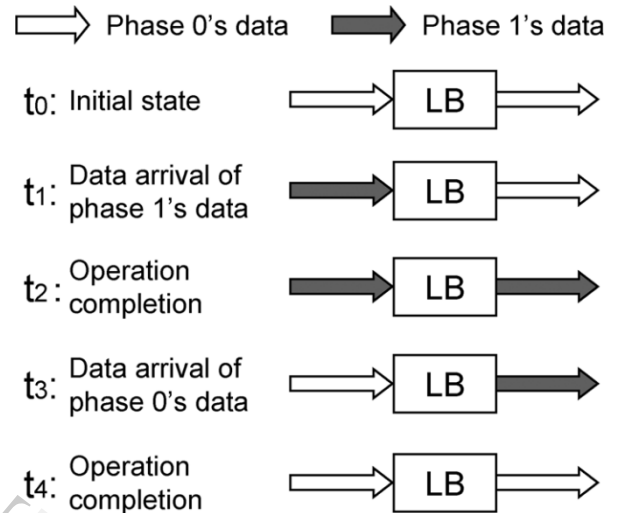 Phase 0's data Phase 1's data
t0: Initial state LB
t1: Data arrival of phase 1's data LB
t2: Operation completion LB
t3: Data arrival of phase 0's data LB
t4: Operation completion LB